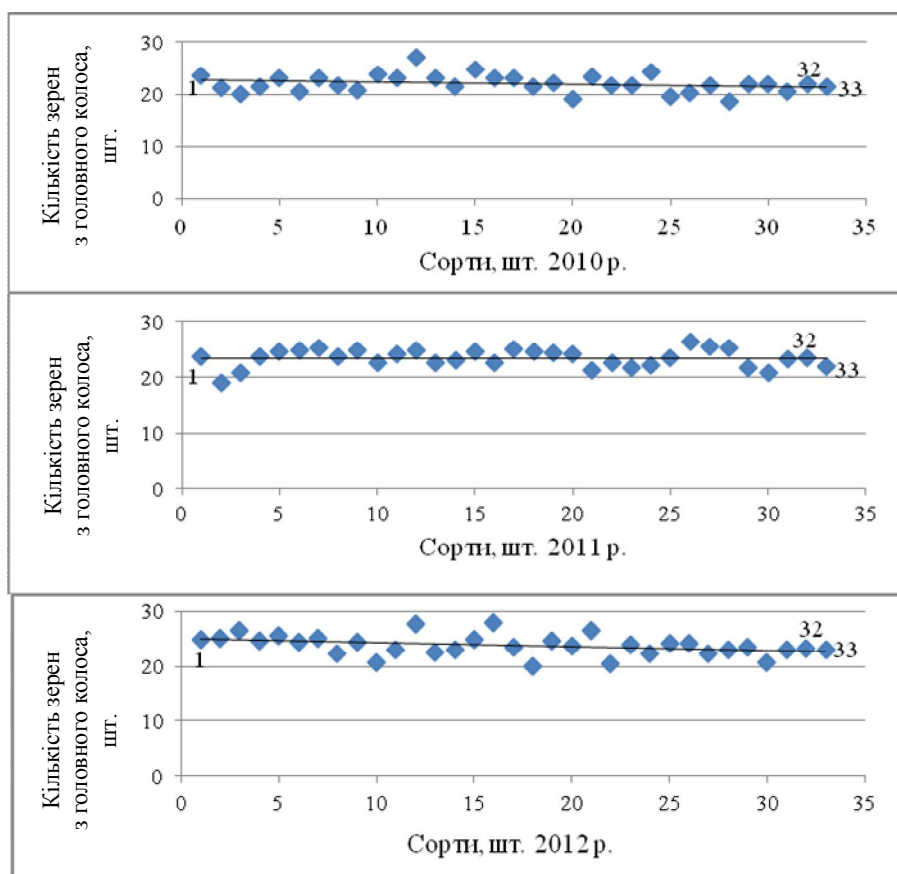 Кількість зерен
з головного колоса,
шт.
30
20
10
0
1
32
33
0 5 10 15 20 25 30 35
Сорти, шт. 2010 р.
Кількість зерен
з головного колоса,
шт.
30
20
10
0
1
32
33
0 5 10 15 20 25 30 35
Сорти, шт. 2011 р.
Кількість зерен
з головного колоса,
шт.
30
20
10
0
1
32
33
0 5 10 15 20 25 30 35
Сорти, шт. 2012 р.